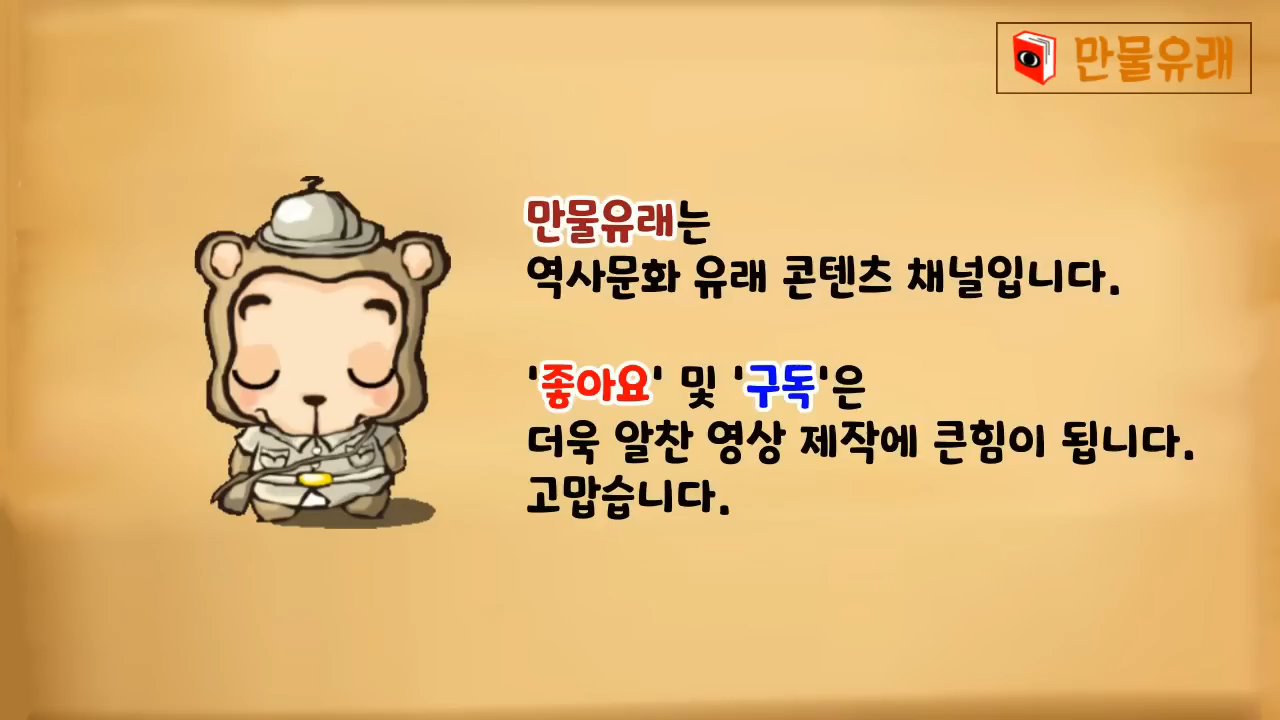 만물유래
만물유래는
역사문화 유래 콘텐츠 채널입니다.
'좋아요' 및 '구독'은
더욱 알찬 영상 제작에 큰힘이 됩니다.
고맙습니다.